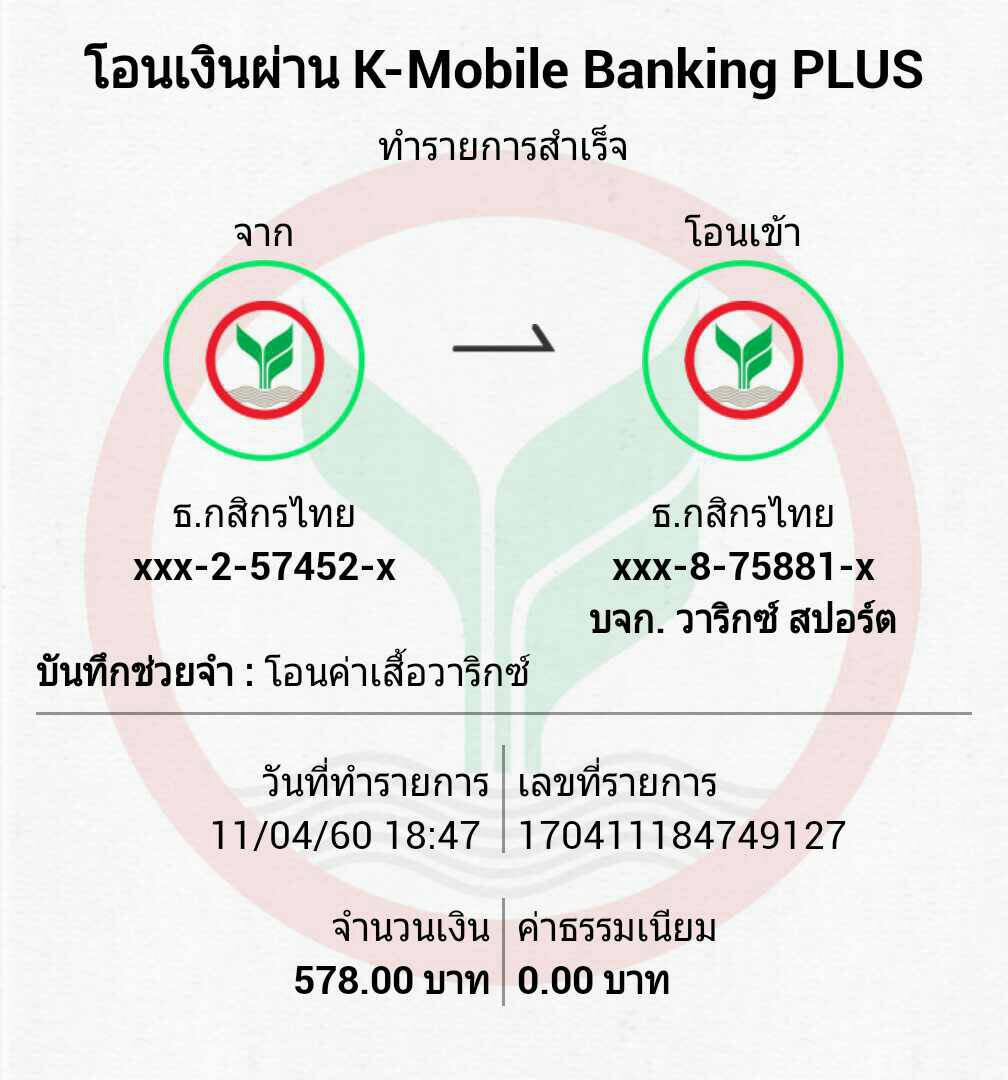 โอนเงินผ่าน K-Mobile Banking PLUS
ทำรายการสำเร็จ
จาก โอนเข้า
ธ.กสิกรไทย ธ.กสิกรไทย
xxx-2-57452-x xxx-8-75881-x
บจก. วาริกซ์ สปอร์ต
บันทึกช่วยจำ : โอนค่าเสื้อวาริกซ์
วันที่ทำรายการ เลขที่รายการ
11/04/60 18:47 170411184749127
จำนวนเงิน ค่าธรรมเนียม
578.00 บาท 0.00 บาท